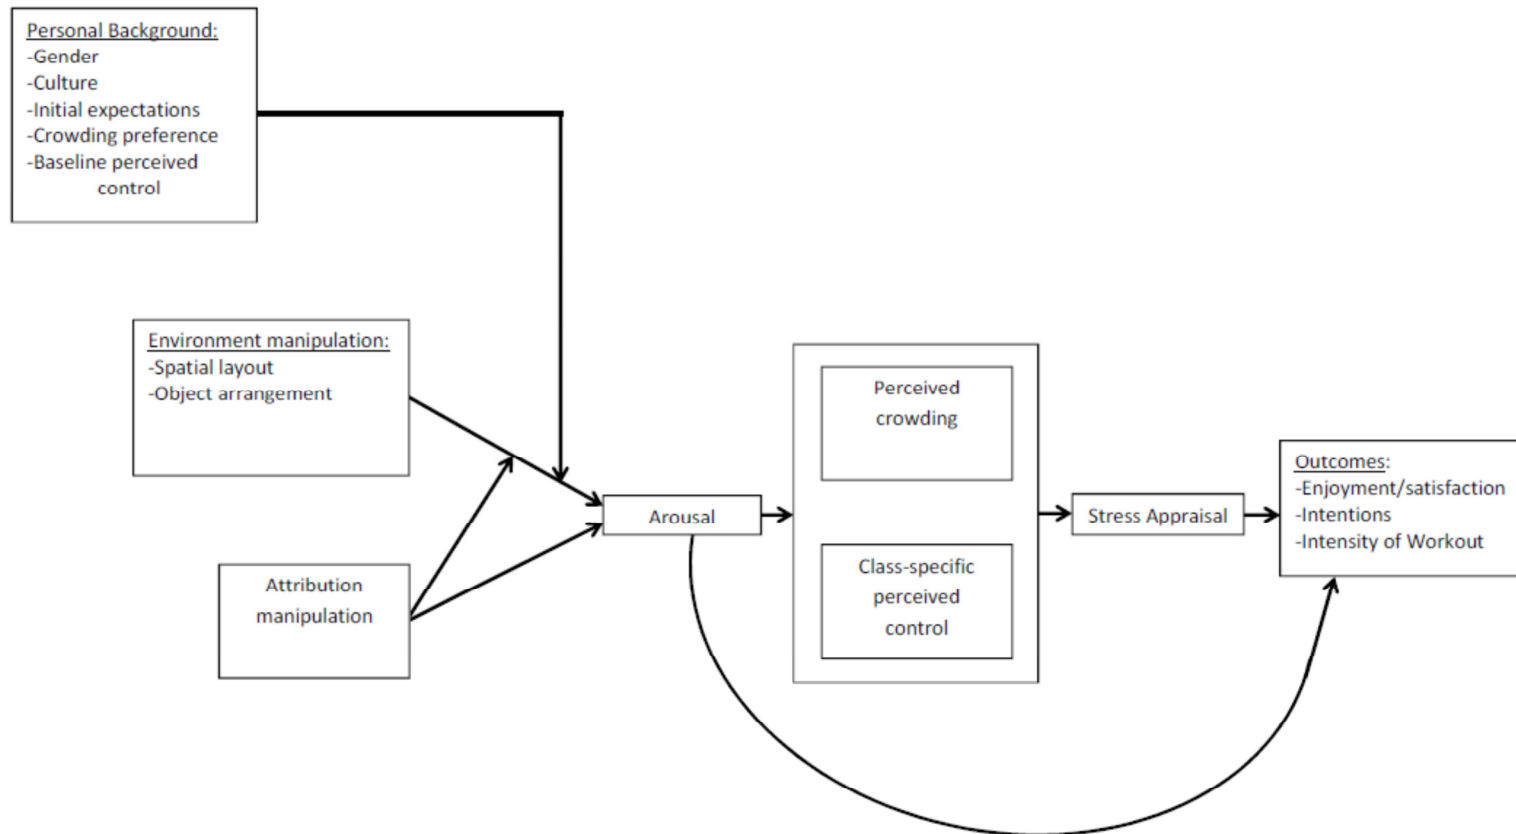 Personal Background:
-Gender
-Culture
-Initial expectations
-Crowding preference
-Baseline perceived
control
Environment manipulation:
-Spatial layout
-Object arrangement
Attribution
manipulation
Arousal
Perceived
crowding
Class-specific
perceived
control
Stress Appraisal
Outcomes:
-Enjoyment/satisfaction
-Intentions
-Intensity of Workout